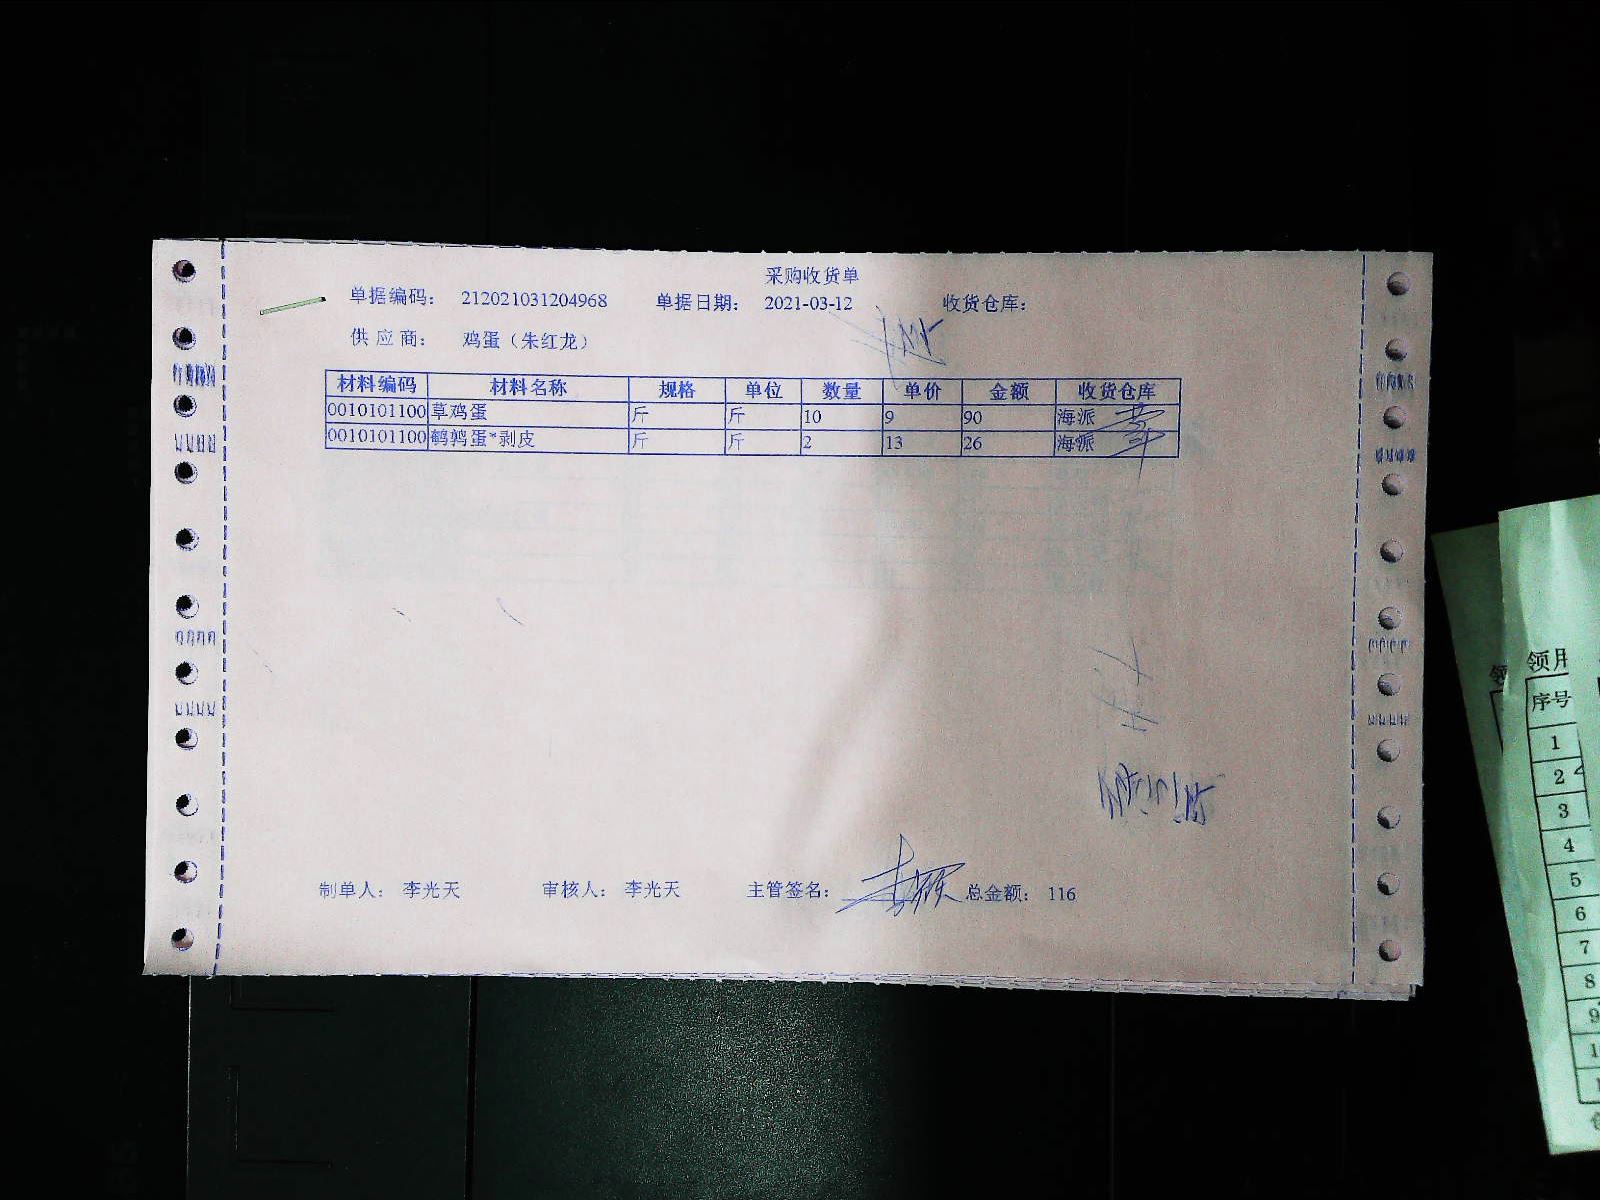 采购收货单
单据编码： 212021031204968 单据日期： 2021-03-12 收货仓库：
供 应 商： 鸡蛋（朱红龙）
材料编码 材料名称 规格 单位 数量 单价 金额 收货仓库
0010101100 草鸡蛋 斤 斤 10 9 90 海派
0010101100 鹌鹑蛋*剥皮 斤 斤 2 13 26 海派
制单人： 李光天 审核人： 李光天 主管签名： 总金额： 116
领用
序号
1
2
3
4
5
6
7
8
9